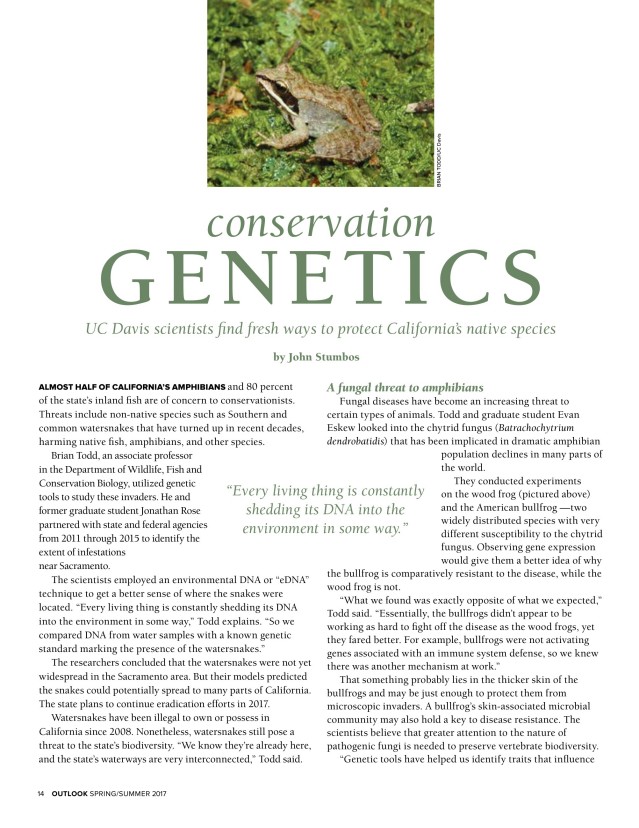 BRIAN TODD/UC Davis
conservation
GENETICS
UC Davis scientists find fresh ways to protect California's native species
by John Stumbos
ALMOST HALF OF CALIFORNIA'S AMPHIBIANS and 80 percent
of the state's inland fish are of concern to conservationists.
Threats include non-native species such as Southern and
common watersnakes that have turned up in recent decades,
harming native fish, amphibians, and other species.
Brian Todd, an associate professor
in the Department of Wildlife, Fish and
Conservation Biology, utilized genetic
tools to study these invaders. He and
former graduate student Jonathan Rose
partnered with state and federal agencies
from 2011 through 2015 to identify the
extent of infestations
near Sacramento.
The scientists employed an environmental DNA or "eDNA"
technique to get a better sense of where the snakes were
located. "Every living thing is constantly shedding its DNA
into the environment in some way," Todd explains. "So we
compared DNA from water samples with a known genetic
standard marking the presence of the watersnakes."
The researchers concluded that the watersnakes were not yet
widespread in the Sacramento area. But their models predicted
the snakes could potentially spread to many parts of California.
The state plans to continue eradication efforts in 2017.
Watersnakes have been illegal to own or possess in
California since 2008. Nonetheless, watersnakes still pose a
threat to the state's biodiversity. "We know they're already here,
and the state's waterways are very interconnected," Todd said.
"Every living thing is constantly
shedding its DNA into the
environment in some way."
A fungal threat to amphibians
Fungal diseases have become an increasing threat to
certain types of animals. Todd and graduate student Evan
Eskew looked into the chytrid fungus (Batrachochytrium
dendrobatidis) that has been implicated in dramatic amphibian
population declines in many parts of
the world.
They conducted experiments
on the wood frog (pictured above)
and the American bullfrog —two
widely distributed species with very
different susceptibility to the chytrid
fungus. Observing gene expression
would give them a better idea of why
the bullfrog is comparatively resistant to the disease, while the
wood frog is not.
"What we found was exactly opposite of what we expected,"
Todd said. "Essentially, the bullfrogs didn't appear to be
working as hard to fight off the disease as the wood frogs, yet
they fared better. For example, bullfrogs were not activating
genes associated with an immune system defense, so we knew
there was another mechanism at work."
That something probably lies in the thicker skin of the
bullfrogs and may be just enough to protect them from
microscopic invaders. A bullfrog's skin-associated microbial
community may also hold a key to disease resistance. The
scientists believe that greater attention to the nature of
pathogenic fungi is needed to preserve vertebrate biodiversity.
"Genetic tools have helped us identify traits that influence
14 OUTLOOK SPRING/SUMMER 2017